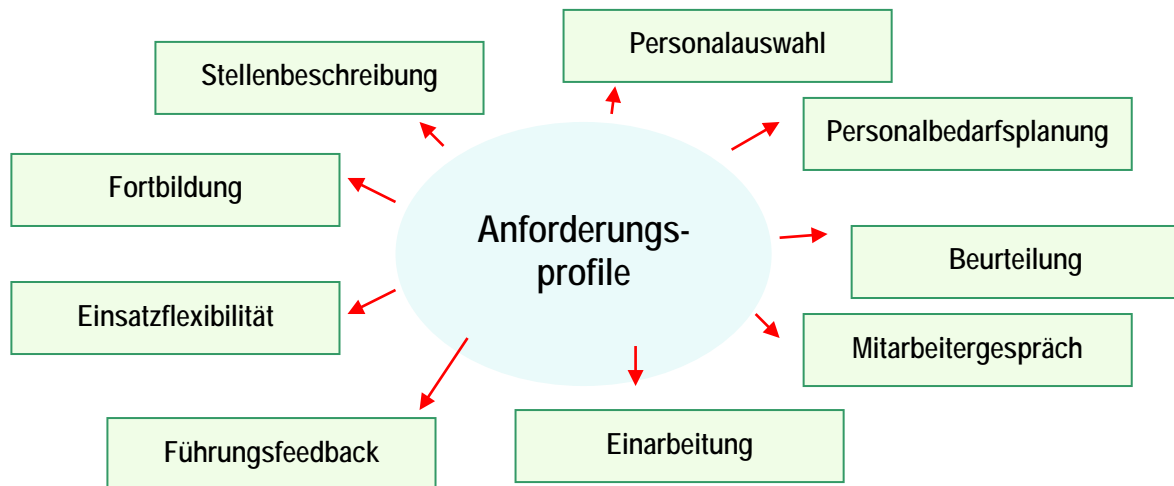 Personalauswahl
Stellenbeschreibung
Personalbedarfsplanung
Fortbildung
Anforderungs-
profile
Beurteilung
Einsatzflexibilität
Mitarbeitergespräch
Führungsfeedback
Einarbeitung